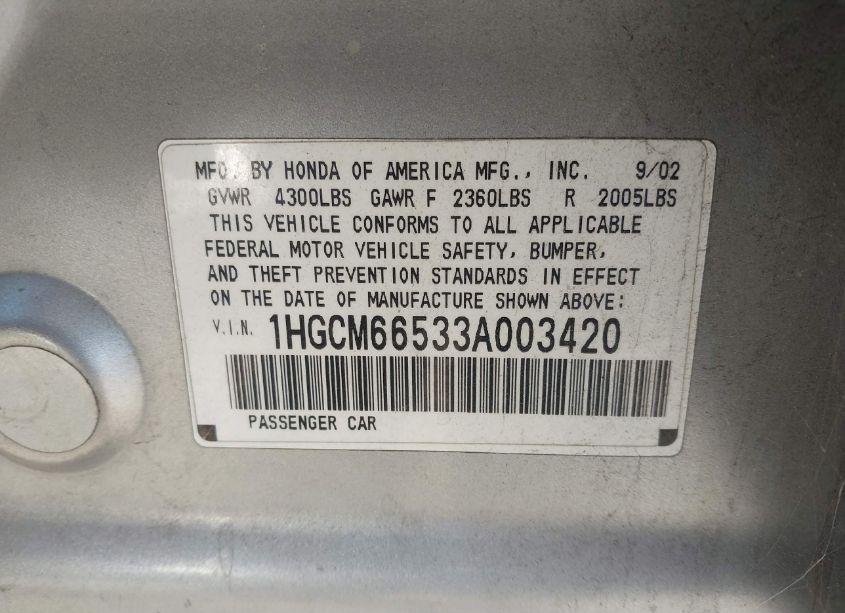 MFD. BY HONDA OF AMERICA MFG., INC. 9/02
GVWR 4300LBS GAWR F 2360LBS R 2005LBS
THIS VEHICLE CONFORMS TO ALL APPLICABLE
FEDERAL MOTOR VEHICLE SAFETY, BUMPER,
AND THEFT PREVENTION STANDARDS IN EFFECT
ON THE DATE OF MANUFACTURE SHOWN ABOVE:
V.I.N. 1HGCM66533A003420
PASSENGER CAR